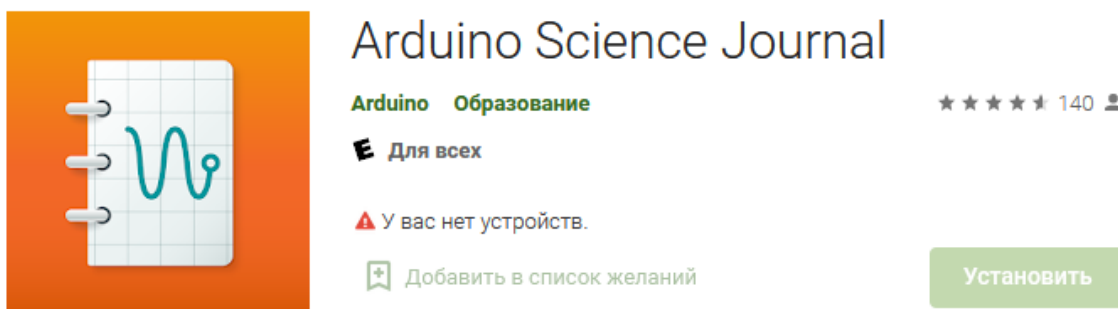 Arduino Science Journal
Arduino Образование 140
E Для всех
У вас нет устройств.
Добавить в список желаний Установить